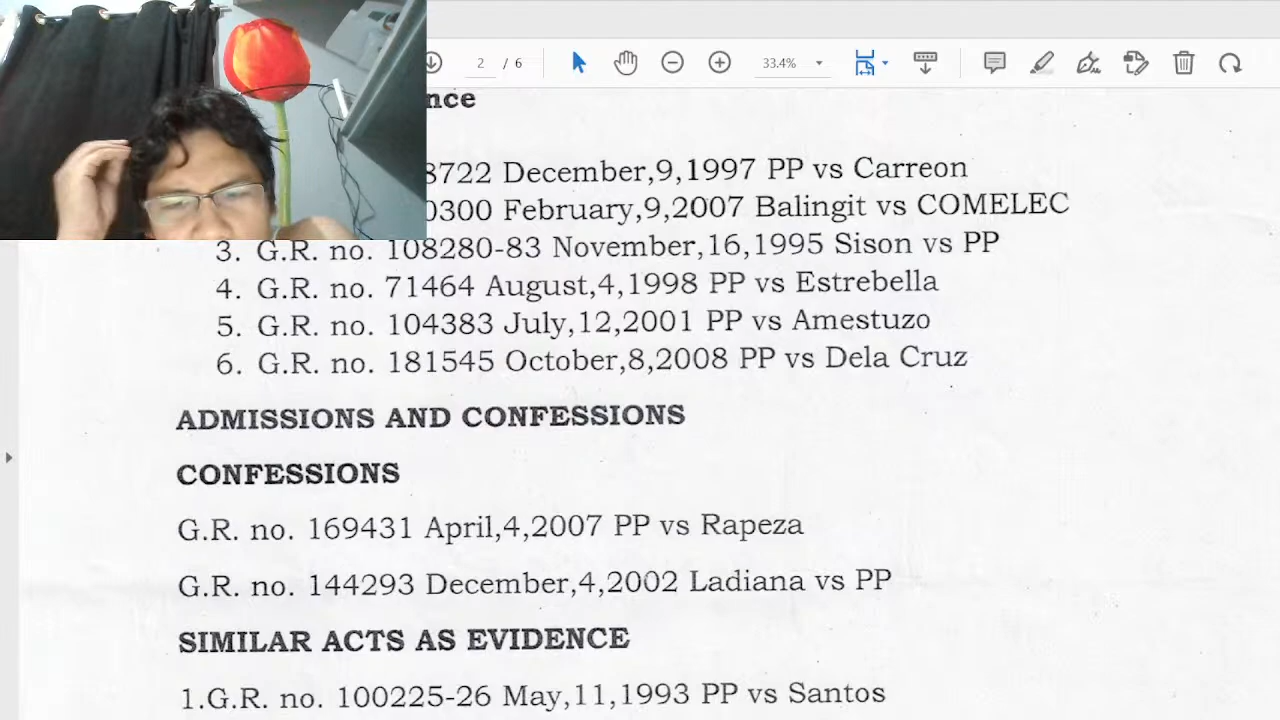 2 / 6
33.4%
nce
8722 December,9,1997 PP vs Carreon
0300 February,9,2007 Balingit vs COMELEC
3. G.R. no. 108280-83 November,16,1995 Sison vs PP
4. G.R. no. 71464 August,4,1998 PP vs Estrebella
5. G.R. no. 104383 July,12,2001 PP vs Amestuzo
6. G.R. no. 181545 October,8,2008 PP vs Dela Cruz
ADMISSIONS AND CONFESSIONS
CONFESSIONS
G.R. no. 169431 April,4,2007 PP vs Rapeza
G.R. no. 144293 December,4,2002 Ladiana vs PP
SIMILAR ACTS AS EVIDENCE
1.G.R. no. 100225-26 May,11,1993 PP vs Santos